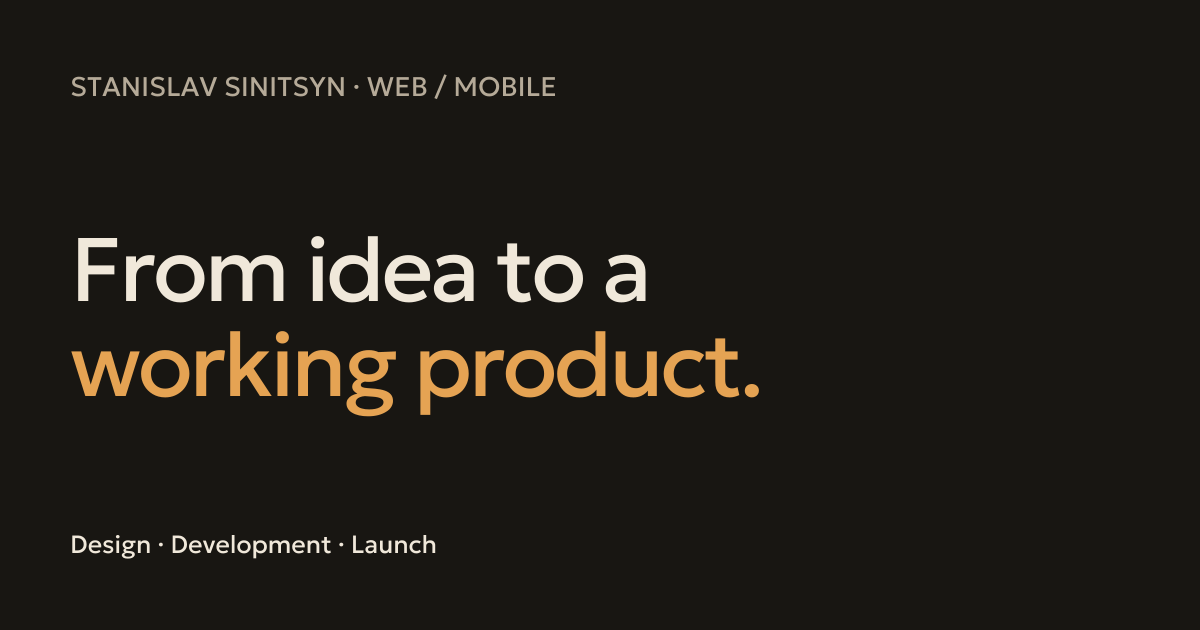 STANISLAV SINITSYN · WEB / MOBILE
From idea to a
working product.
Design · Development · Launch